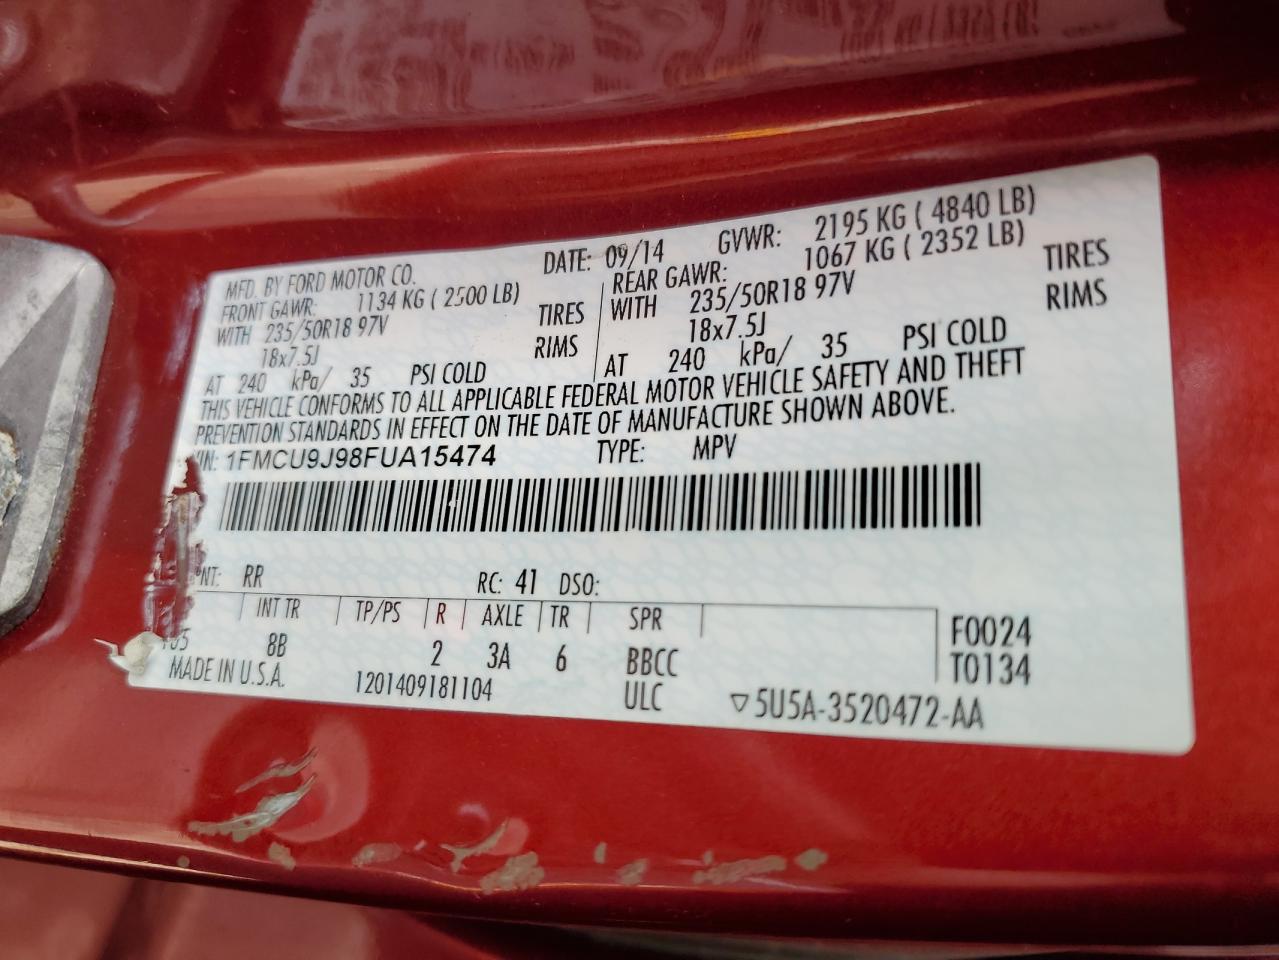 MFD. BY FORD MOTOR CO. DATE: 09/14 GVWR: 2195 KG ( 4840 LB)
FRONT GAWR: 1134 KG ( 2500 LB) REAR GAWR: 1067 KG ( 2352 LB)
WITH 235/50R18 97V TIRES WITH 235/50R18 97V TIRES
18x7.5J RIMS 18x7.5J RIMS
AT 240 kPa/ 35 PSI COLD AT 240 kPa/ 35 PSI COLD
THIS VEHICLE CONFORMS TO ALL APPLICABLE FEDERAL MOTOR VEHICLE SAFETY AND THEFT
PREVENTION STANDARDS IN EFFECT ON THE DATE OF MANUFACTURE SHOWN ABOVE.
VIN: 1FMCU9J98FUA15474 TYPE: MPV
RR RC: 41 DSO:
INT TR TP/PS R AXLE TR SPR F0024
8B 2 3A 6 BBCC T0134
MADE IN U.S.A. 1201409181104 ULC ▽5U5A-3520472-AA